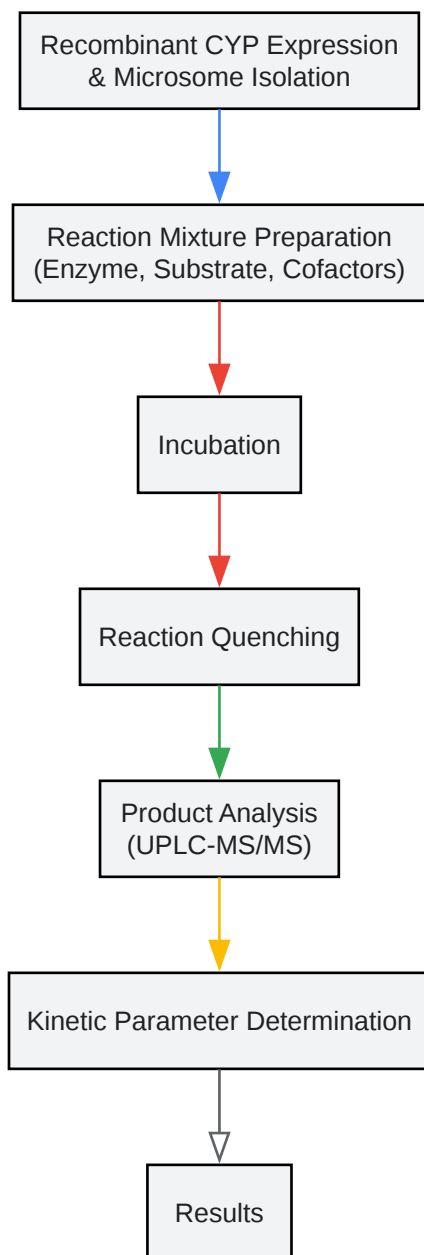 Recombinant CYP Expression
& Microsome Isolation
Reaction Mixture Preparation
(Enzyme, Substrate, Cofactors)
Incubation
Reaction Quenching
Product Analysis
(UPLC-MS/MS)
Kinetic Parameter Determination
Results